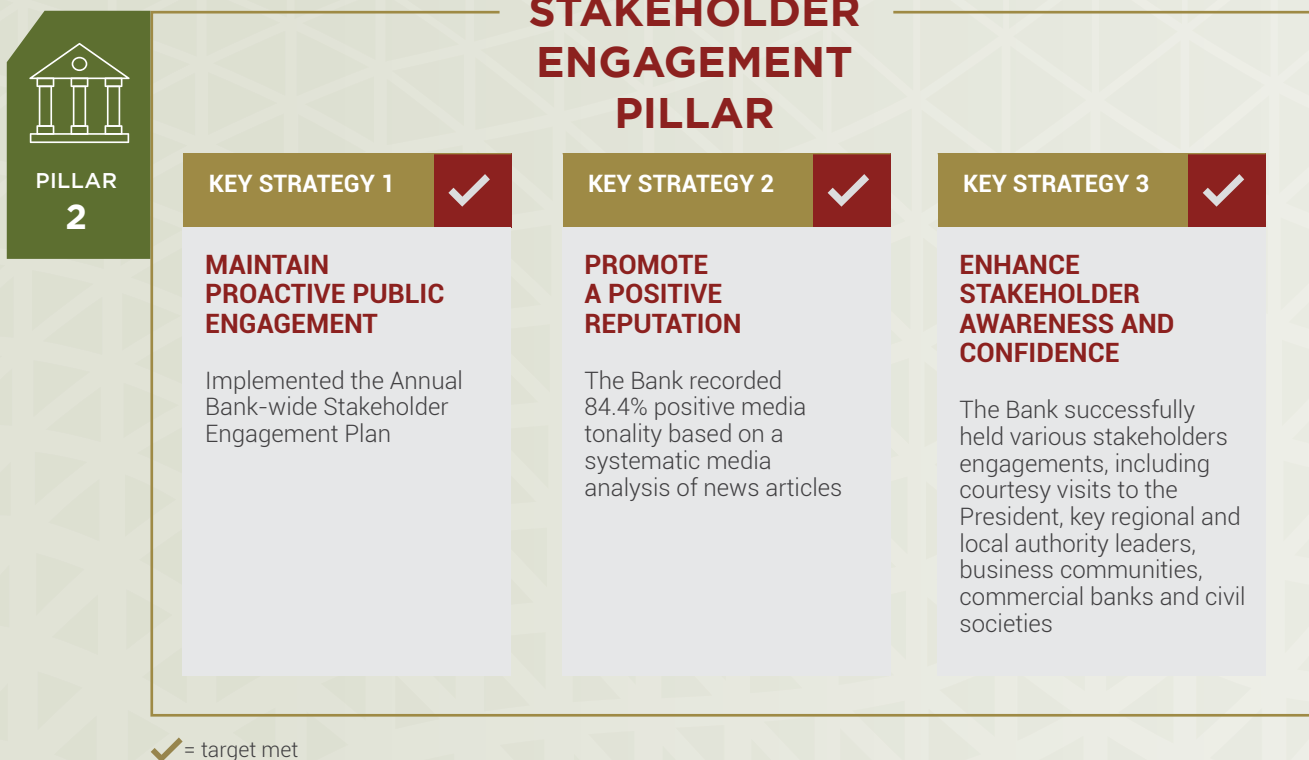 STAKEHOLDER
ENGAGEMENT
PILLAR
PILLAR
2
KEY STRATEGY 1
MAINTAIN
PROACTIVE PUBLIC
ENGAGEMENT
Implemented the Annual
Bank-wide Stakeholder
Engagement Plan
KEY STRATEGY 2
PROMOTE
A POSITIVE
REPUTATION
The Bank recorded
84.4% positive media
tonality based on a
systematic media
analysis of news articles
KEY STRATEGY 3
ENHANCE
STAKEHOLDER
AWARENESS AND
CONFIDENCE
The Bank successfully
held various stakeholders
engagements, including
courtesy visits to the
President, key regional and
local authority leaders,
business communities,
commercial banks and civil
societies
= target met